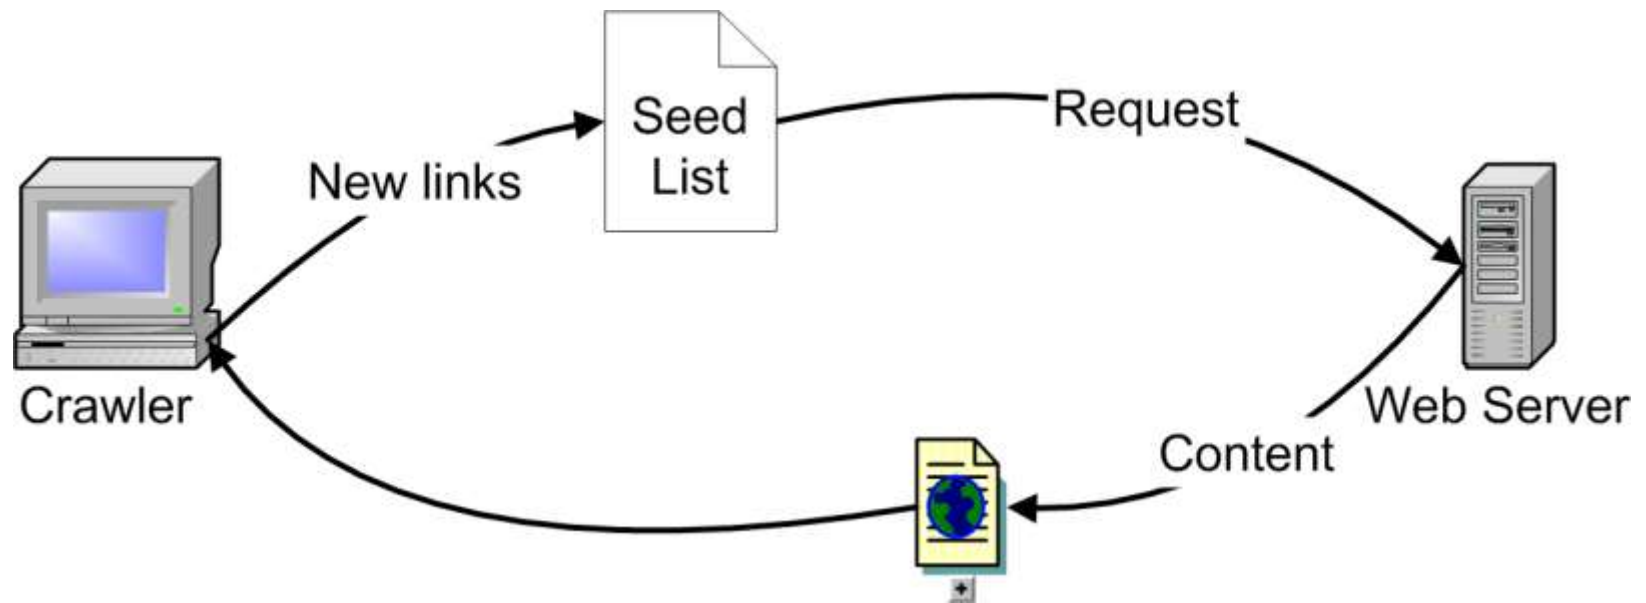 Seed
List
Request
New links
Crawler
Web Server
Content